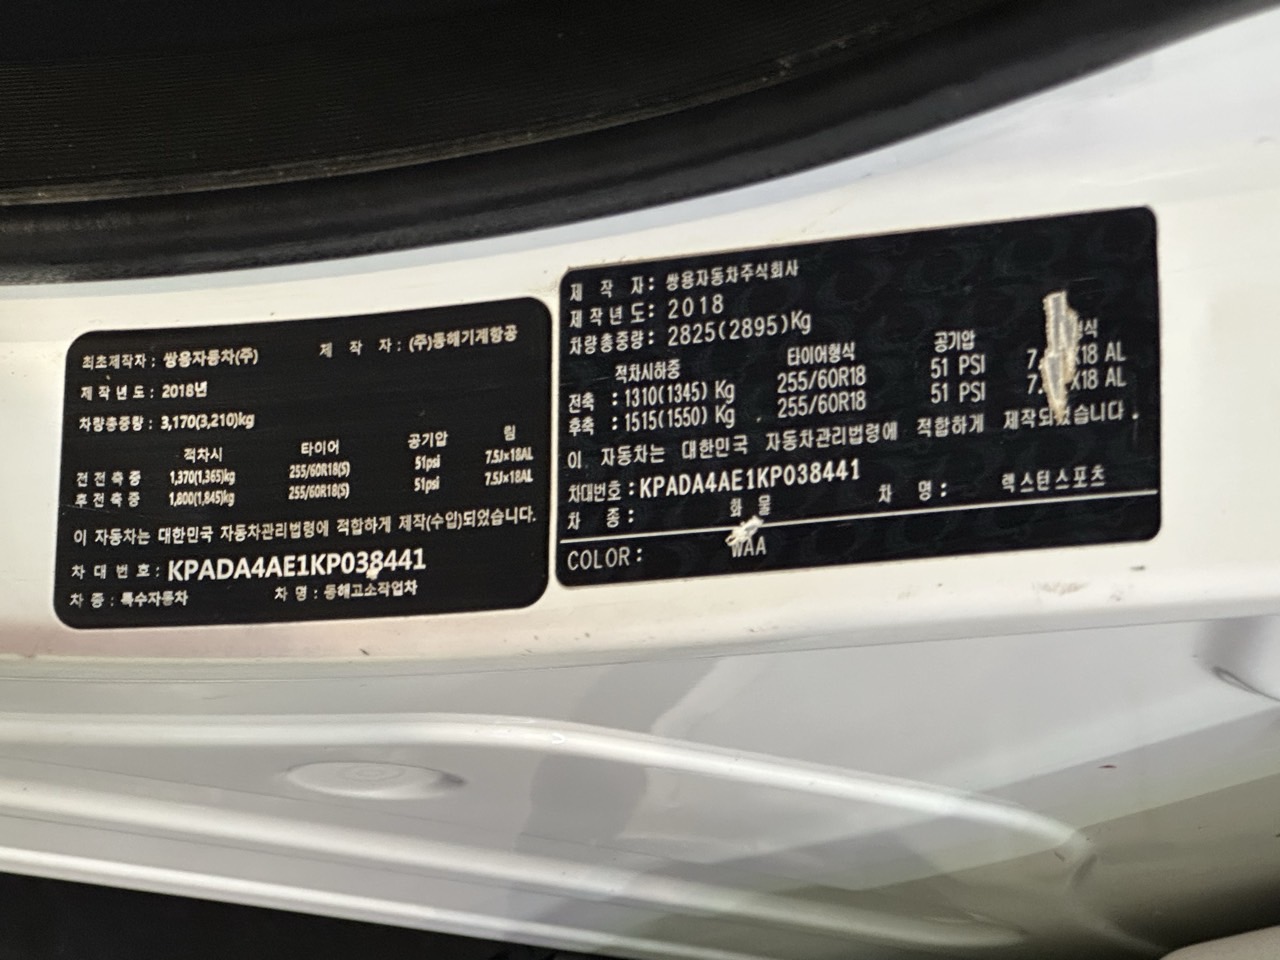 최초제작자 : 쌍용자동차(주) 제 작 자 : (주)동해기계항공
제 작 년 도 : 2018년
차량총중량 : 3,170(3,210)kg
적차시 타이어 공기압 림
전 전 축 중 1,370(1,365)kg 255/60R18(S) 51psi 7.5J×18AL
후 전 축 중 1,800(1,845)kg 255/60R18(S) 51psi 7.5J×18AL
이 자동차는 대한민국 자동차관리법령에 적합하게 제작(수입)되었습니다.
차 대 번 호 : KPADA4AE1KP038441
차 종 : 특수자동차 차 명 : 동해고소작업차
제 작 자 : 쌍용자동차주식회사
제 작 년 도 : 2018
차량총중량 : 2825(2895)Kg
적차시하중 타이어형식 공기압 형식
전축 : 1310(1345) Kg 255/60R18 51 PSI 7. X18 AL
후축 : 1515(1550) Kg 255/60R18 51 PSI 7. X18 AL
이 자동차는 대한민국 자동차관리법령에 적합하게 제작되었습니다.
차대번호 : KPADA4AE1KP038441
차 종 : 화 물 차 명 : 렉스턴스포츠
COLOR : WAA